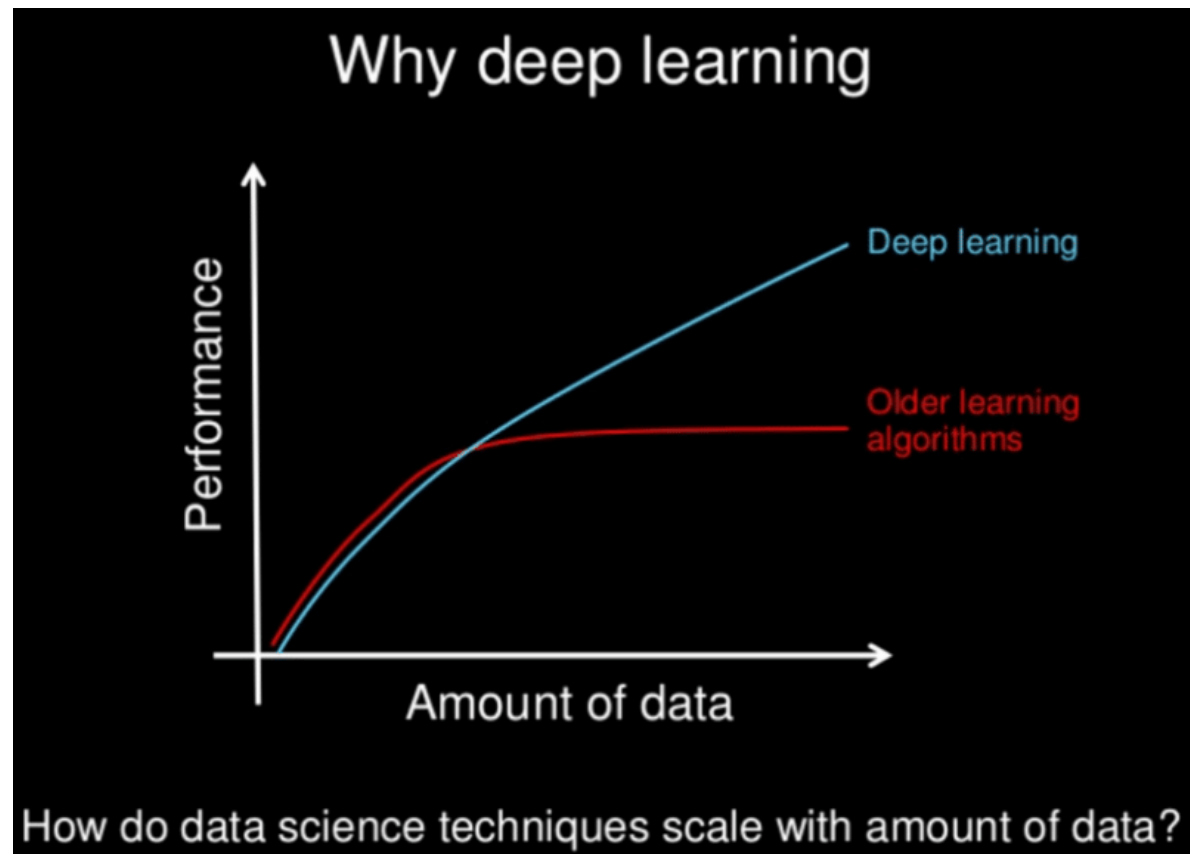 Why deep learning
Performance
Deep learning
Older learning
algorithms
Amount of data
How do data science techniques scale with amount of data?